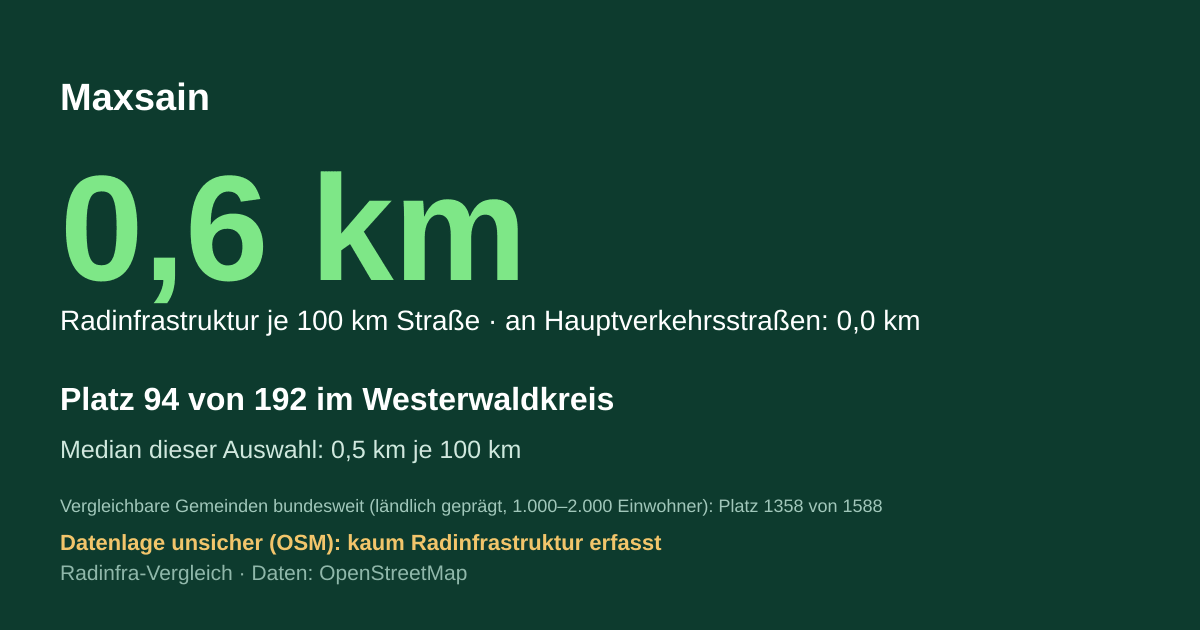 Maxsain
0,6 km
Radinfrastruktur je 100 km Straße · an Hauptverkehrsstraßen: 0,0 km
Platz 94 von 192 im Westerwaldkreis
Median dieser Auswahl: 0,5 km je 100 km
Vergleichbare Gemeinden bundesweit (ländlich geprägt, 1.000–2.000 Einwohner): Platz 1358 von 1588
Datenlage unsicher (OSM): kaum Radinfrastruktur erfasst
Radinfra-Vergleich · Daten: OpenStreetMap